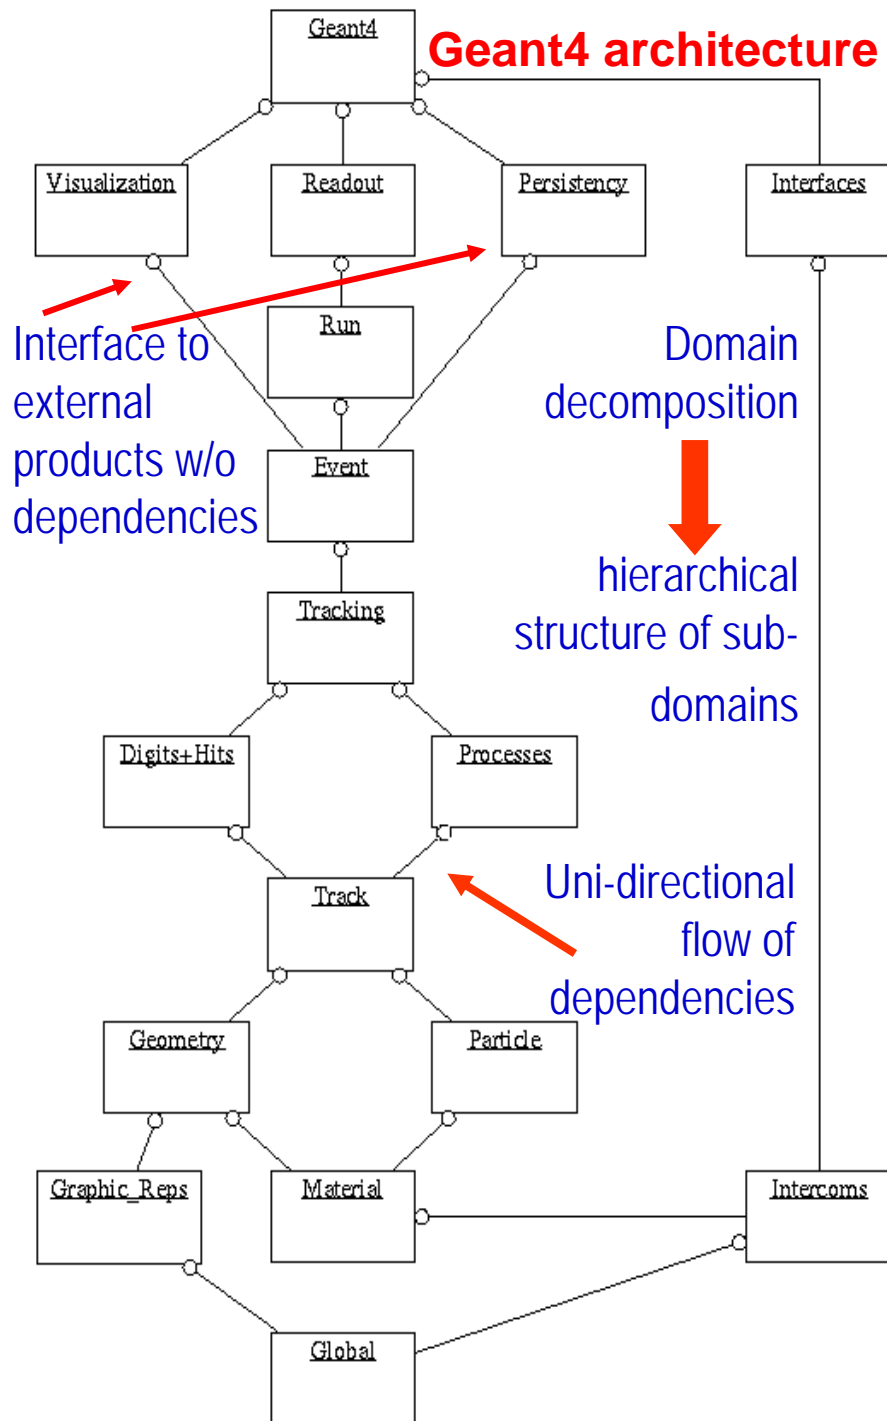 Geant4
Geant4 architecture
Visualization
Readout
Persistency
Interfaces
Run
Interface to
external
products w/o
dependencies
Domain
decomposition
Event
hierarchical
structure of sub-
domains
Tracking
Digits+Hits
Processes
Track
Uni-directional
flow of
dependencies
Geometry
Particle
Graphic_Reps
Material
Intercoms
Global